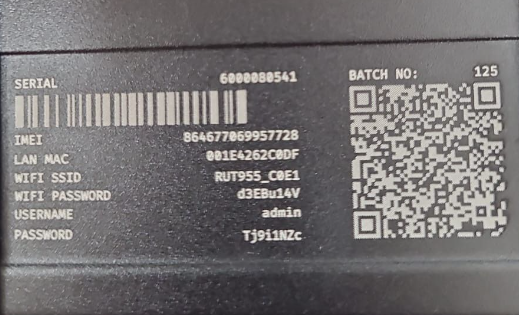 SERIAL 6000080541
BATCH NO: 125
IMEI 864677069957728
LAN MAC 001E4262C0DF
WIFI SSID RUT955_C0E1
WIFI PASSWORD d3EBu14V
USERNAME admin
PASSWORD Tj9i1NZc